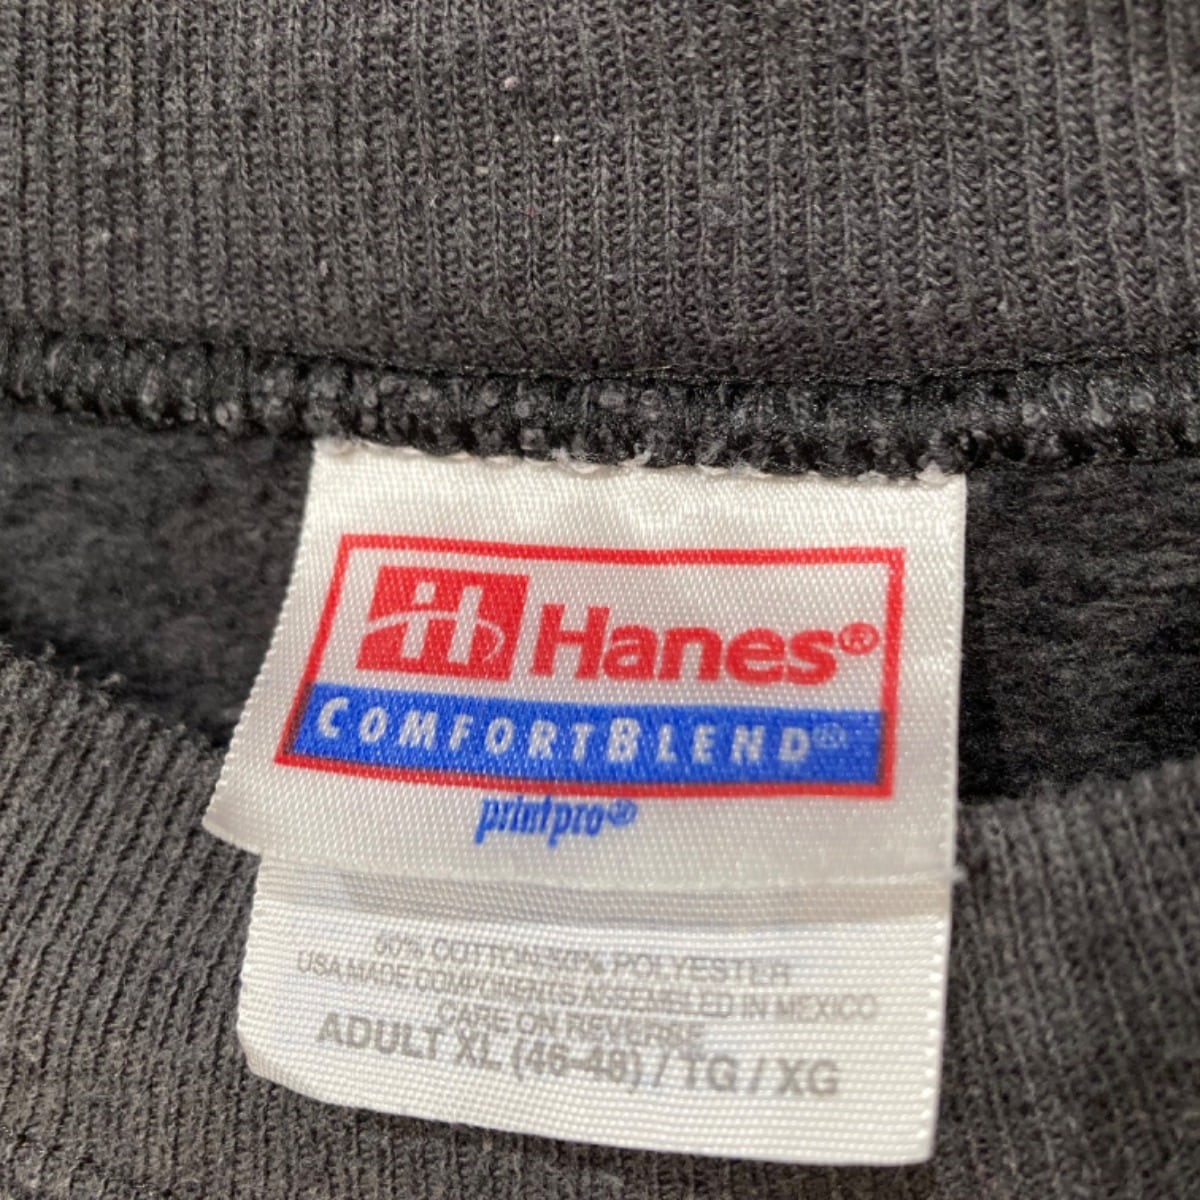 H Hanes®
COMFORTBLEND®
printpro®
50% COTTON 50% POLYESTER
USA MADE COMPONENTS ASSEMBLED IN MEXICO
CARE ON REVERSE
ADULT XL (46-48) / TG / XG